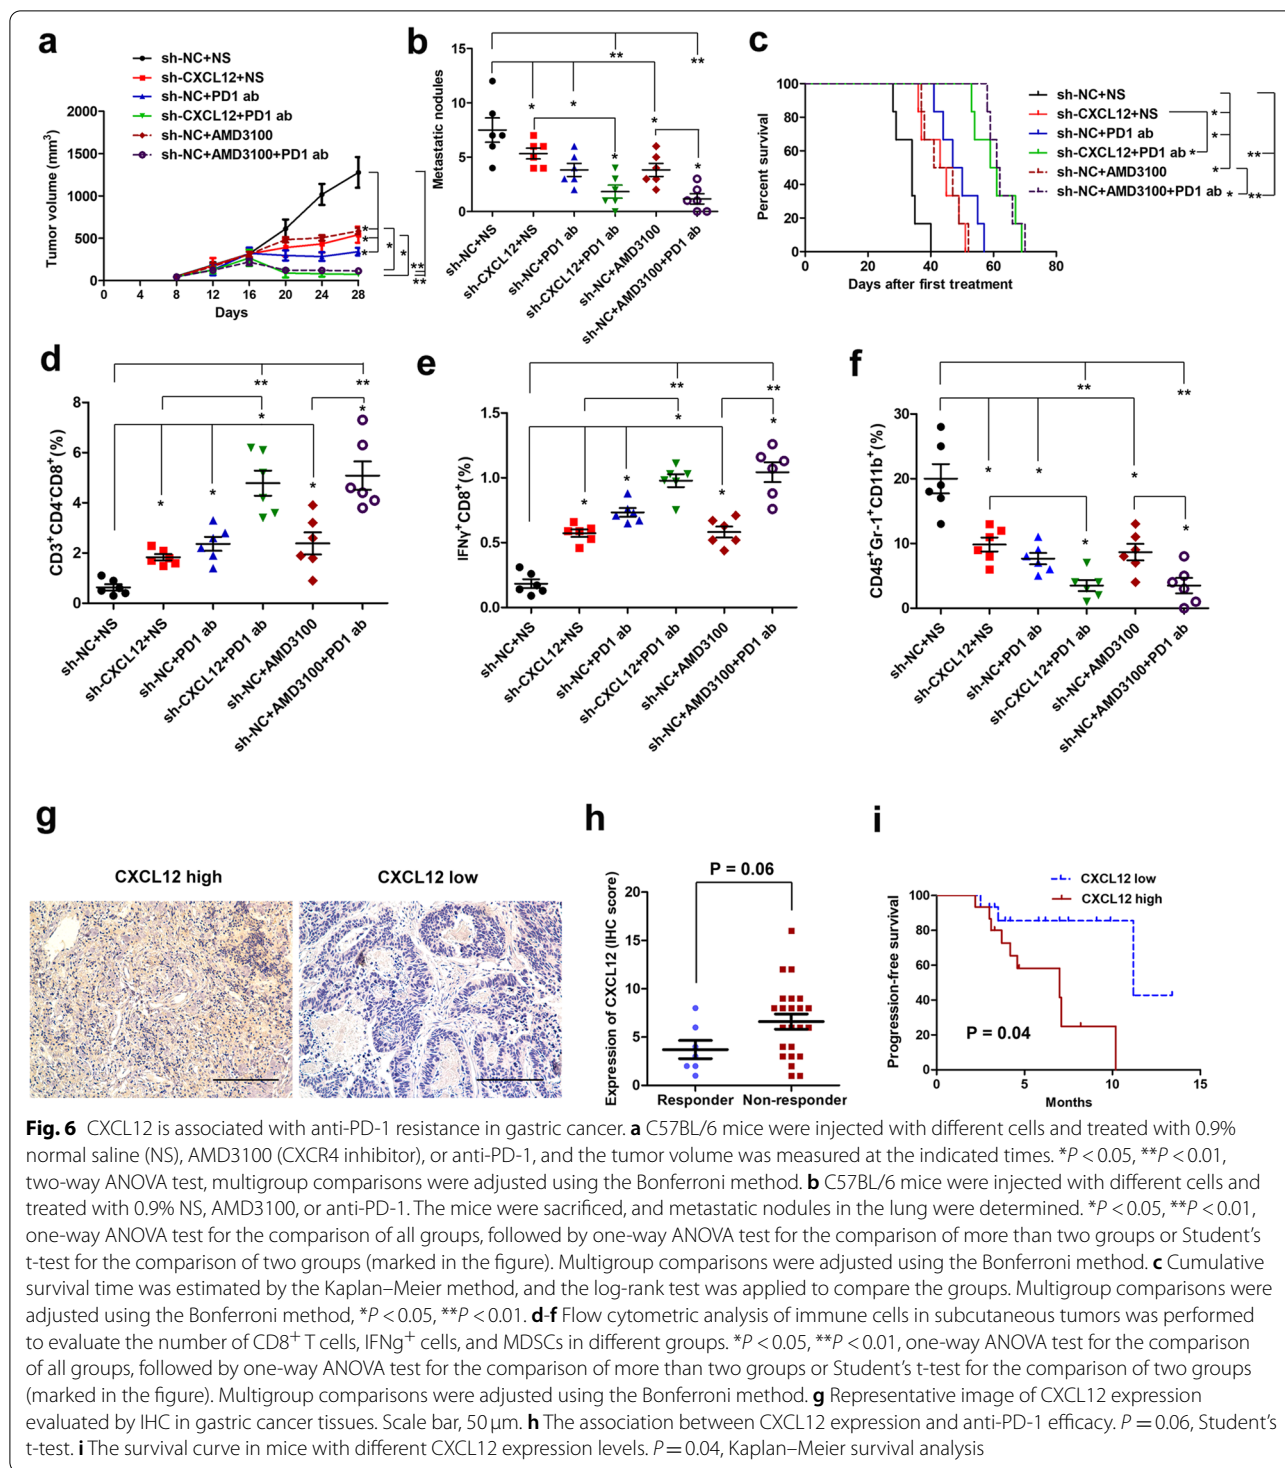 a
sh-NC+NS
sh-CXCL12+NS
sh-NC+PD1 ab
sh-CXCL12+PD1 ab
sh-NC+AMD3100
sh-NC+AMD3100+PD1 ab
Tumor volume (mm³)
2000
1500
1000
500
0
0 4 8 12 16 20 24 28
Days
* * * * * ** **
b
Metastatic nodules
15
10
5
0
* * ** ** * * * *
sh-NC+NS
sh-CXCL12+NS
sh-NC+PD1 ab
sh-CXCL12+PD1 ab
sh-NC+AMD3100
sh-NC+AMD3100+PD1 ab
c
Percent survival
100
80
60
40
20
0
0 20 40 60 80
Days after first treatment
sh-NC+NS
sh-CXCL12+NS
sh-NC+PD1 ab
sh-CXCL12+PD1 ab
sh-NC+AMD3100
sh-NC+AMD3100+PD1 ab
* * * * * ** **
d
CD3⁺CD4⁻CD8⁺(%)
8
6
4
2
0
** ** * * * * *
sh-NC+NS
sh-CXCL12+NS
sh-NC+PD1 ab
sh-CXCL12+PD1 ab
sh-NC+AMD3100
sh-NC+AMD3100+PD1 ab
e
IFNγ⁺CD8⁺(%)
1.5
1.0
0.5
0.0
** ** * * * * *
sh-NC+NS
sh-CXCL12+NS
sh-NC+PD1 ab
sh-CXCL12+PD1 ab
sh-NC+AMD3100
sh-NC+AMD3100+PD1 ab
f
CD45⁺Gr-1⁺CD11b⁺(%)
30
20
10
0
** ** * * * * *
sh-NC+NS
sh-CXCL12+NS
sh-NC+PD1 ab
sh-CXCL12+PD1 ab
sh-NC+AMD3100
sh-NC+AMD3100+PD1 ab
g
CXCL12 high
CXCL12 low
h
P = 0.06
Expression of CXCL12 (IHC score)
20
15
10
5
0
Responder Non-responder
i
CXCL12 low
CXCL12 high
Progression-free survival
100
80
60
40
20
0
P = 0.04
0 5 10 15
Months
Fig. 6 CXCL12 is associated with anti-PD-1 resistance in gastric cancer. a C57BL/6 mice were injected with different cells and treated with 0.9%
normal saline (NS), AMD3100 (CXCR4 inhibitor), or anti-PD-1, and the tumor volume was measured at the indicated times. *P < 0.05, **P < 0.01,
two-way ANOVA test, multigroup comparisons were adjusted using the Bonferroni method. b C57BL/6 mice were injected with different cells and
treated with 0.9% NS, AMD3100, or anti-PD-1. The mice were sacrificed, and metastatic nodules in the lung were determined. *P < 0.05, **P < 0.01,
one-way ANOVA test for the comparison of all groups, followed by one-way ANOVA test for the comparison of more than two groups or Student's
t-test for the comparison of two groups (marked in the figure). Multigroup comparisons were adjusted using the Bonferroni method. c Cumulative
survival time was estimated by the Kaplan–Meier method, and the log-rank test was applied to compare the groups. Multigroup comparisons were
adjusted using the Bonferroni method, *P < 0.05, **P < 0.01. d-f Flow cytometric analysis of immune cells in subcutaneous tumors was performed
to evaluate the number of CD8⁺ T cells, IFNg⁺ cells, and MDSCs in different groups. *P < 0.05, **P < 0.01, one-way ANOVA test for the comparison
of all groups, followed by one-way ANOVA test for the comparison of more than two groups or Student's t-test for the comparison of two groups
(marked in the figure). Multigroup comparisons were adjusted using the Bonferroni method. g Representative image of CXCL12 expression
evaluated by IHC in gastric cancer tissues. Scale bar, 50 μm. h The association between CXCL12 expression and anti-PD-1 efficacy. P = 0.06, Student's
t-test. i The survival curve in mice with different CXCL12 expression levels. P = 0.04, Kaplan–Meier survival analysis